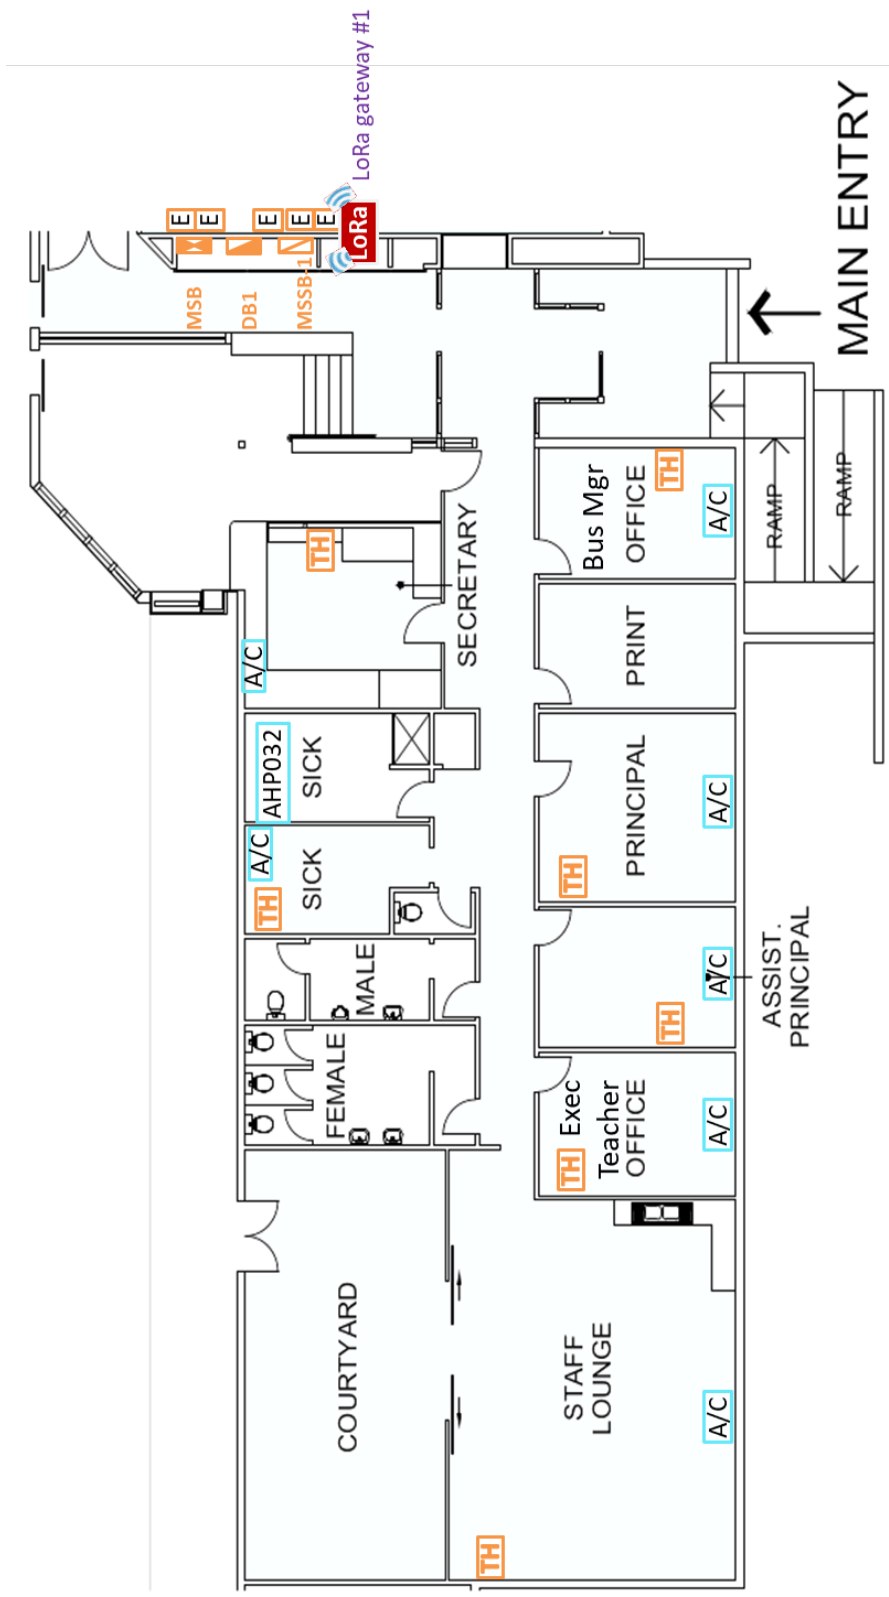 LoRa gateway #1
E
E
E
E
E
LoRa
MSB
DB1
MSSB-1
MAIN ENTRY
RAMP
RAMP
Bus Mgr
OFFICE
TH
A/C
SECRETARY
TH
A/C
PRINT
AHP032
SICK
A/C
TH
SICK
PRINCIPAL
TH
A/C
MALE
A/C
TH
ASSIST.
PRINCIPAL
FEMALE
TH
Exec
Teacher
OFFICE
A/C
COURTYARD
STAFF
LOUNGE
A/C
TH